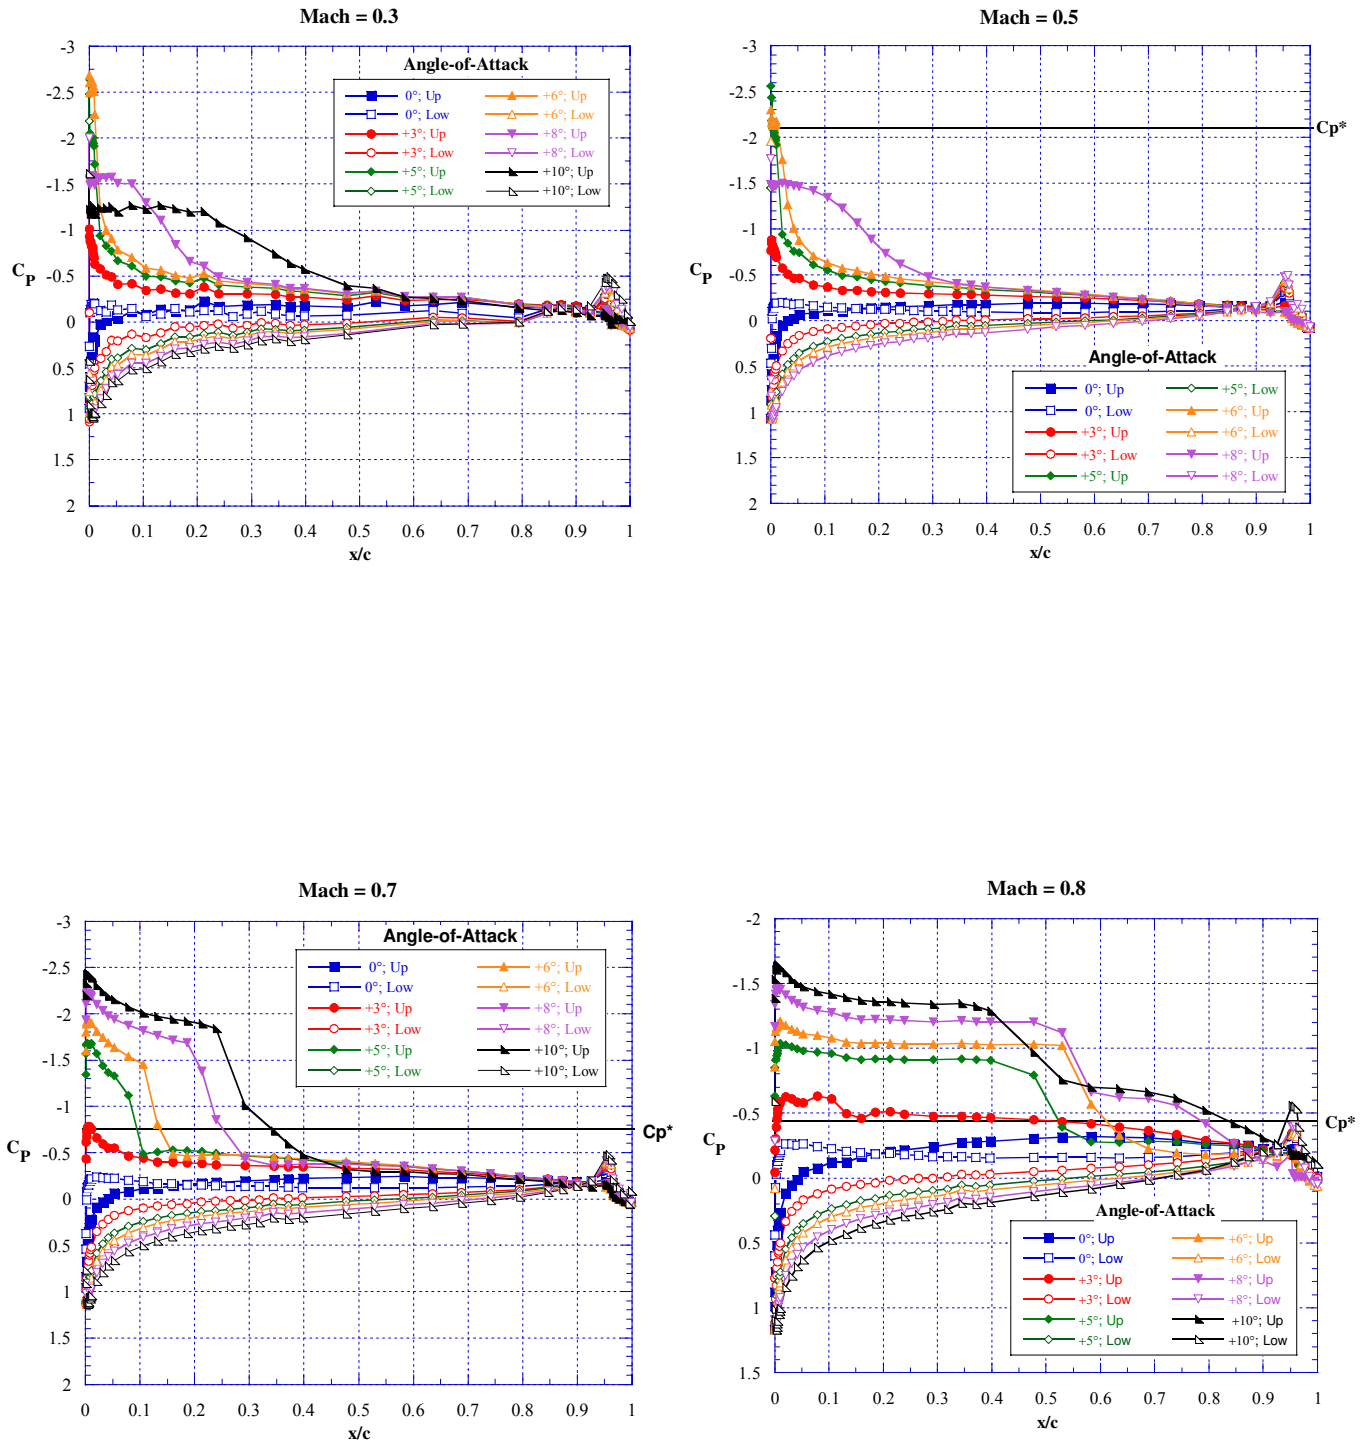 Mach = 0.3
-3
-2.5
-2
-1.5
-1
-0.5
0
0.5
1
1.5
2
C_P
Angle-of-Attack
0°; Up
+6°; Up
0°; Low
+6°; Low
+3°; Up
+8°; Up
+3°; Low
+8°; Low
+5°; Up
+10°; Up
+5°; Low
+10°; Low
0 0.1 0.2 0.3 0.4 0.5 0.6 0.7 0.8 0.9 1
x/c
Mach = 0.5
-3
-2.5
-2
-1.5
-1
-0.5
0
0.5
1
1.5
2
C_P
Cp*
Angle-of-Attack
0°; Up
+5°; Low
0°; Low
+6°; Up
+3°; Up
+6°; Low
+3°; Low
+8°; Up
+5°; Up
+8°; Low
0 0.1 0.2 0.3 0.4 0.5 0.6 0.7 0.8 0.9 1
x/c
Mach = 0.7
-3
-2.5
-2
-1.5
-1
-0.5
0
0.5
1
1.5
2
C_P
Angle-of-Attack
0°; Up
+6°; Up
0°; Low
+6°; Low
+3°; Up
+8°; Up
+3°; Low
+8°; Low
+5°; Up
+10°; Up
+5°; Low
+10°; Low
Cp*
0 0.1 0.2 0.3 0.4 0.5 0.6 0.7 0.8 0.9 1
x/c
Mach = 0.8
-2
-1.5
-1
-0.5
0
0.5
1
1.5
C_P
Cp*
Angle-of-Attack
0°; Up
+6°; Up
0°; Low
+6°; Low
+3°; Up
+8°; Up
+3°; Low
+8°; Low
+5°; Up
+10°; Up
+5°; Low
+10°; Low
0 0.1 0.2 0.3 0.4 0.5 0.6 0.7 0.8 0.9 1
x/c